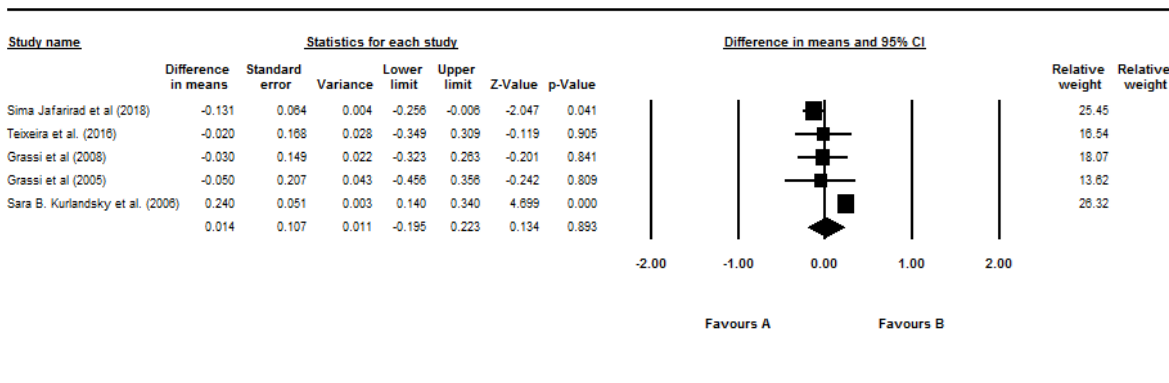 Study name Statistics for each study Difference in means and 95% CI
Difference Standard Lower Upper Relative Relative
in means error Variance limit limit Z-Value p-Value weight weight
Sima Jafarirad et al (2018) -0.131 0.064 0.004 -0.256 -0.006 -2.047 0.041 25.45
Teixeira et al. (2016) -0.020 0.168 0.028 -0.349 0.309 -0.119 0.905 16.54
Grassi et al (2008) -0.030 0.149 0.022 -0.323 0.263 -0.201 0.841 18.07
Grassi et al (2005) -0.050 0.207 0.043 -0.456 0.356 -0.242 0.809 13.62
Sara B. Kurlandsky et al. (2006) 0.240 0.051 0.003 0.140 0.340 4.699 0.000 26.32
0.014 0.107 0.011 -0.195 0.223 0.134 0.893
-2.00 -1.00 0.00 1.00 2.00
Favours A Favours B